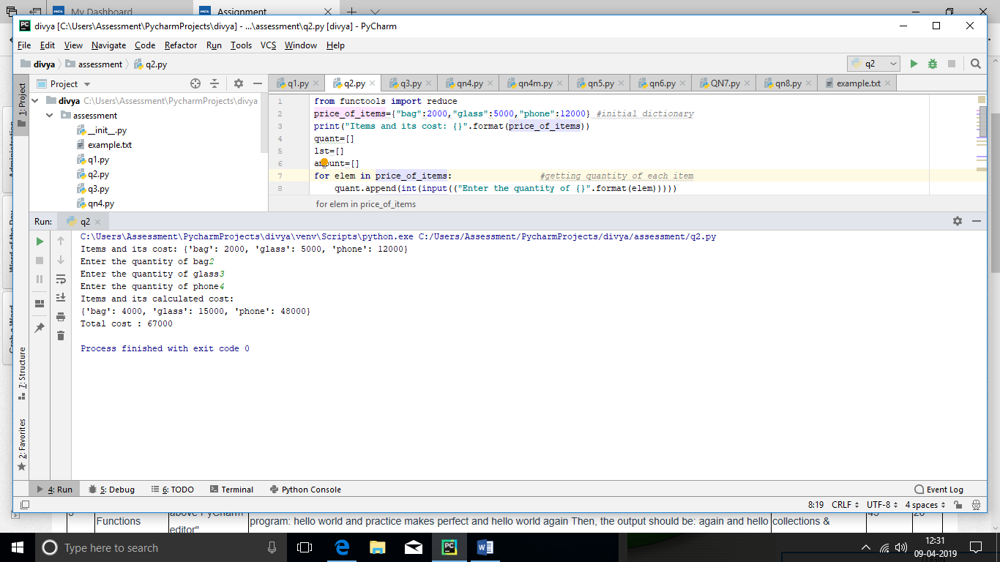 My Dashboard Assignment
divya [C:\Users\Assessment\PycharmProjects\divya] - ...\assessment\q2.py [divya] - PyCharm
File Edit View Navigate Code Refactor Run Tools VCS Window Help
divya assessment q2.py q2
Project q1.py q2.py q3.py qn4.py qn4m.py qn5.py qn6.py QN7.py qn8.py example.txt
1: Project
divya C:\Users\Assessment\PycharmProjects\divya
assessment
__init__.py
example.txt
q1.py
q2.py
q3.py
qn4.py
1 from functools import reduce
2 price_of_items={"bag":2000,"glass":5000,"phone":12000} #initial dictionary
3 print("Items and its cost: {}".format(price_of_items))
4 quant=[]
5 lst=[]
6 amount=[]
7 for elem in price_of_items: #getting quantity of each item
8 quant.append(int(input(("Enter the quantity of {}".format(elem)))))
for elem in price_of_items
Run: q2
C:\Users\Assessment\PycharmProjects\divya\venv\Scripts\python.exe C:/Users/Assessment/PycharmProjects/divya/assessment/q2.py
Items and its cost: {'bag': 2000, 'glass': 5000, 'phone': 12000}
Enter the quantity of bag2
Enter the quantity of glass3
Enter the quantity of phone4
Items and its calculated cost:
{'bag': 4000, 'glass': 15000, 'phone': 48000}
Total cost : 67000
Process finished with exit code 0
7: Structure
2: Favorites
4: Run 5: Debug 6: TODO Terminal Python Console Event Log
8:19 CRLF UTF-8 4 spaces
Functions
above PyCharm
editor"
program: hello world and practice makes perfect and hello world again Then, the output should be: again and hello
collections &
Type here to search
12:31
09-04-2019